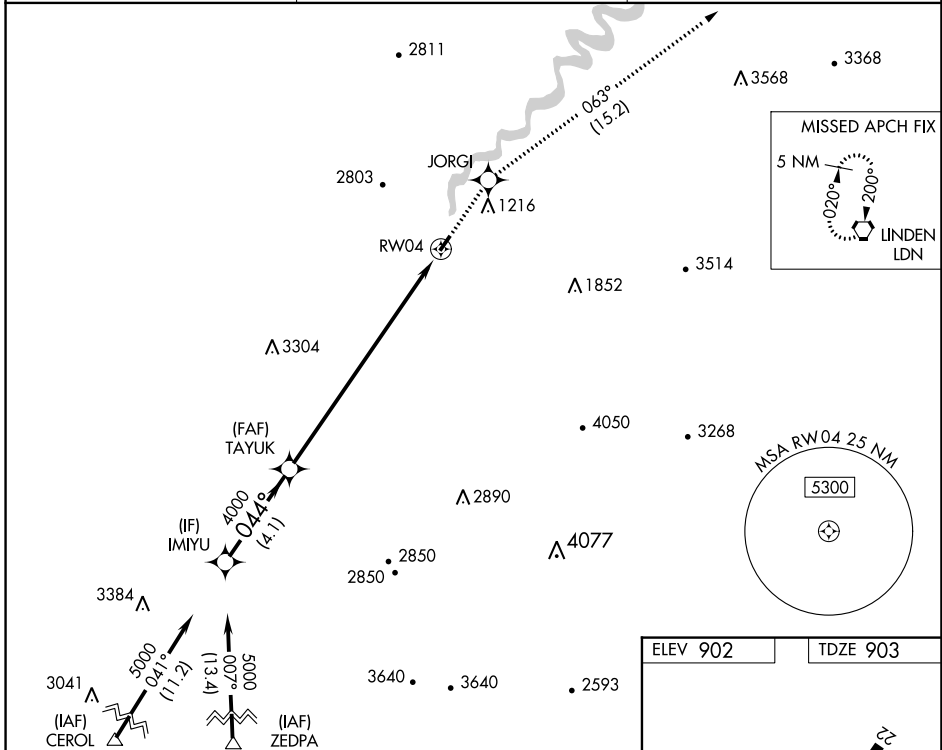 2811
3368
3568
063°
(15.2)
MISSED APCH FIX
5 NM
020°
200°
LINDEN
LDN
JORGI
2803
1216
RW04
3514
1852
3304
4050
3268
(FAF)
TAYUK
MSA RW04 25 NM
5300
2890
4000
044°
(4.1)
(IF)
IMIYU
4077
2850
2850
3384
5000
041°
(11.2)
5000
007°
(13.4)
ELEV 902
TDZE 903
3640
3640
2593
3041
(IAF)
CEROL
(IAF)
ZEDPA
22